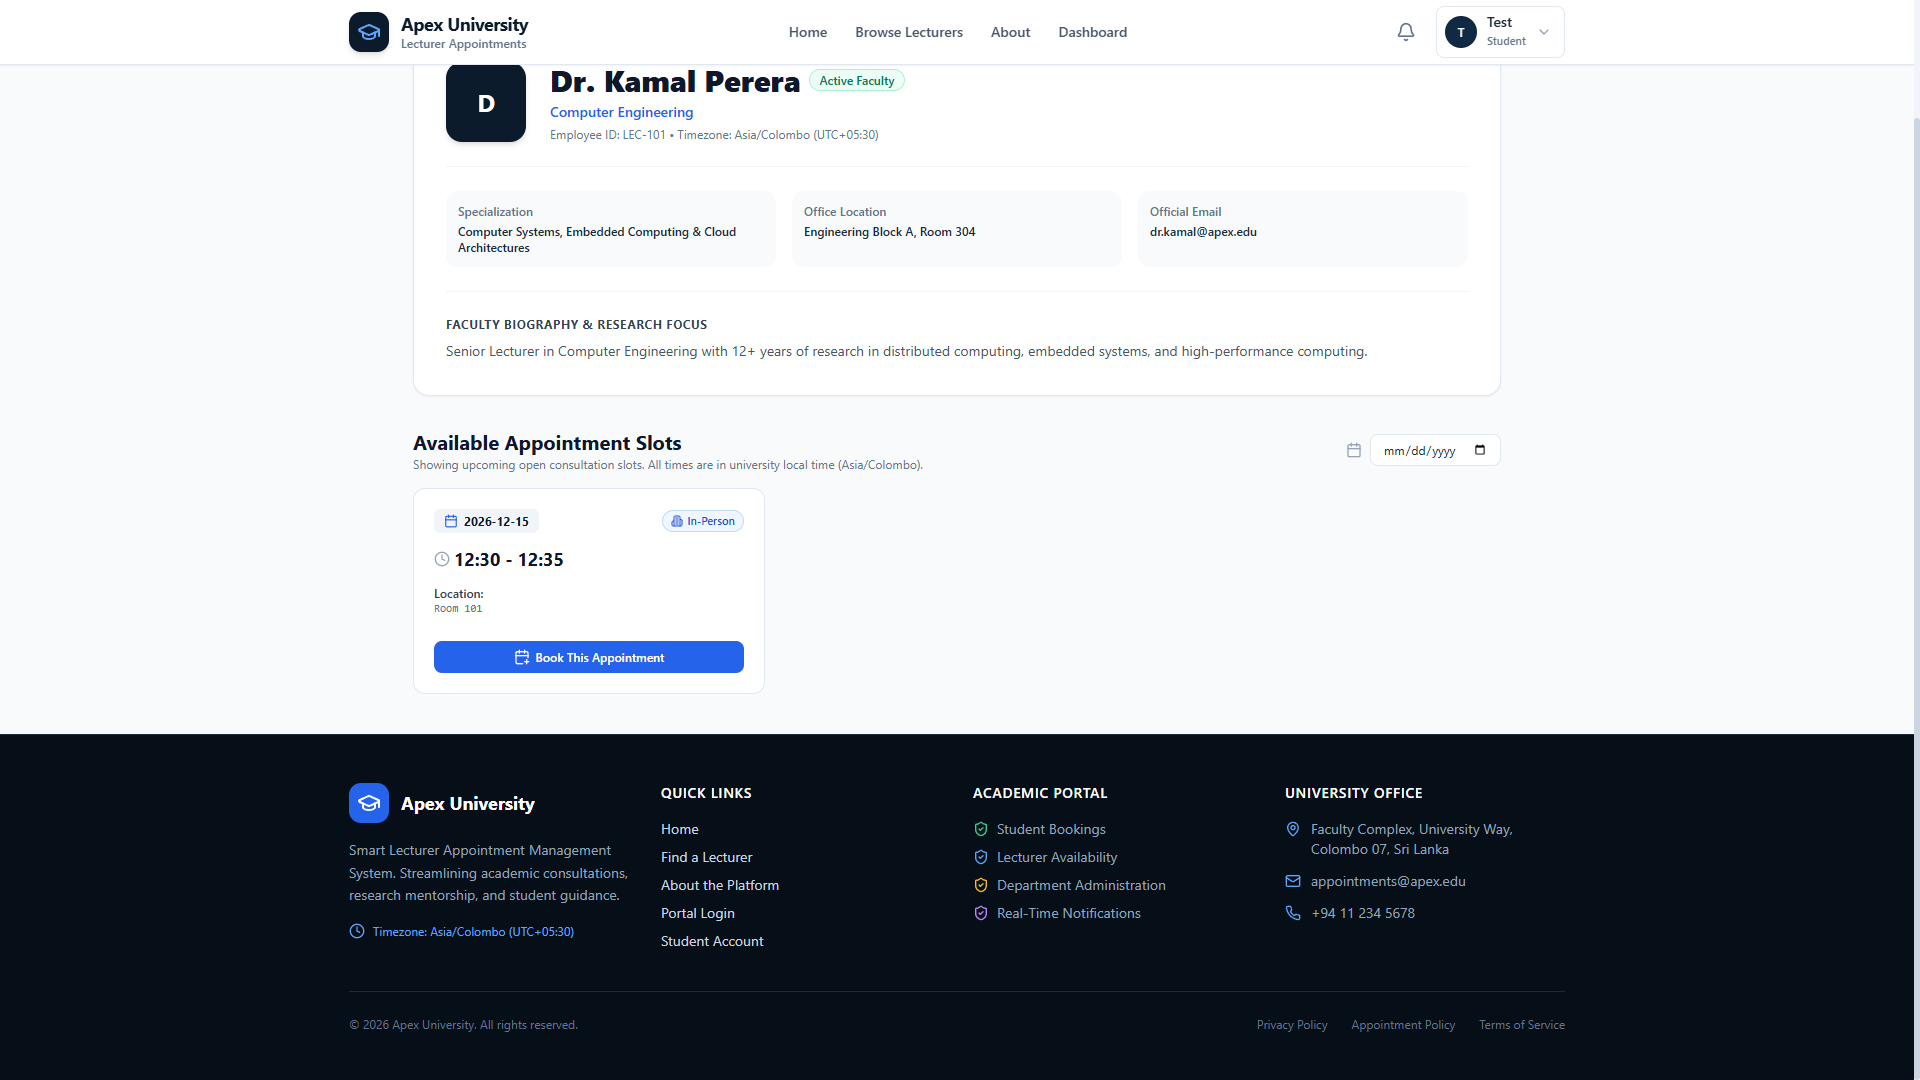 Apex University
Lecturer Appointments
Home
Browse Lecturers
About
Dashboard
T
Test
Student
D
Dr. Kamal Perera
Active Faculty
Computer Engineering
Employee ID: LEC-101 • Timezone: Asia/Colombo (UTC+05:30)
Specialization
Computer Systems, Embedded Computing & Cloud
Architectures
Office Location
Engineering Block A, Room 304
Official Email
dr.kamal@apex.edu
FACULTY BIOGRAPHY & RESEARCH FOCUS
Senior Lecturer in Computer Engineering with 12+ years of research in distributed computing, embedded systems, and high-performance computing.
Available Appointment Slots
Showing upcoming open consultation slots. All times are in university local time (Asia/Colombo).
mm/dd/yyyy
2026-12-15
In-Person
12:30 - 12:35
Location:
Room 101
Book This Appointment
Apex University
Smart Lecturer Appointment Management
System. Streamlining academic consultations,
research mentorship, and student guidance.
Timezone: Asia/Colombo (UTC+05:30)
QUICK LINKS
Home
Find a Lecturer
About the Platform
Portal Login
Student Account
ACADEMIC PORTAL
Student Bookings
Lecturer Availability
Department Administration
Real-Time Notifications
UNIVERSITY OFFICE
Faculty Complex, University Way,
Colombo 07, Sri Lanka
appointments@apex.edu
+94 11 234 5678
© 2026 Apex University. All rights reserved.
Privacy Policy
Appointment Policy
Terms of Service